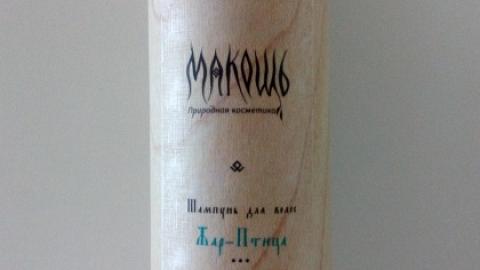 МАКОШЬ
Природная косметика
Шампунь для волос
Жар-Птица